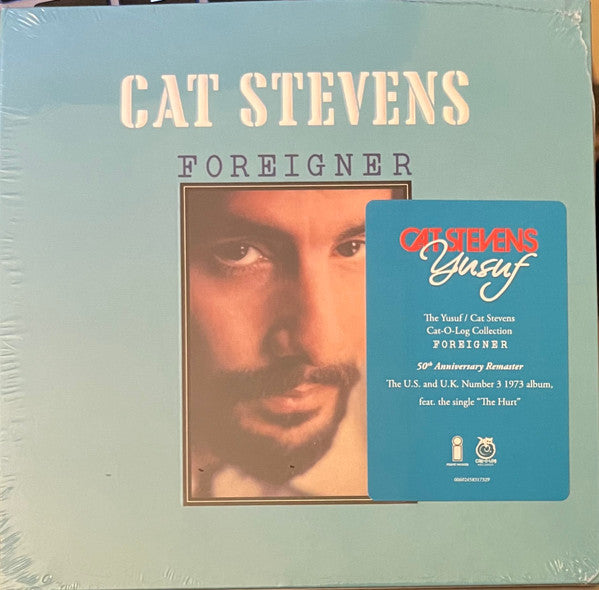 CAT STEVENS
FOREIGNER
CAT STEVENS
Yusuf
The Yusuf / Cat Stevens
Cat-O-Log Collection
FOREIGNER
50th Anniversary Remaster
The U.S. and U.K. Number 3 1973 album,
feat. the single “The Hurt”